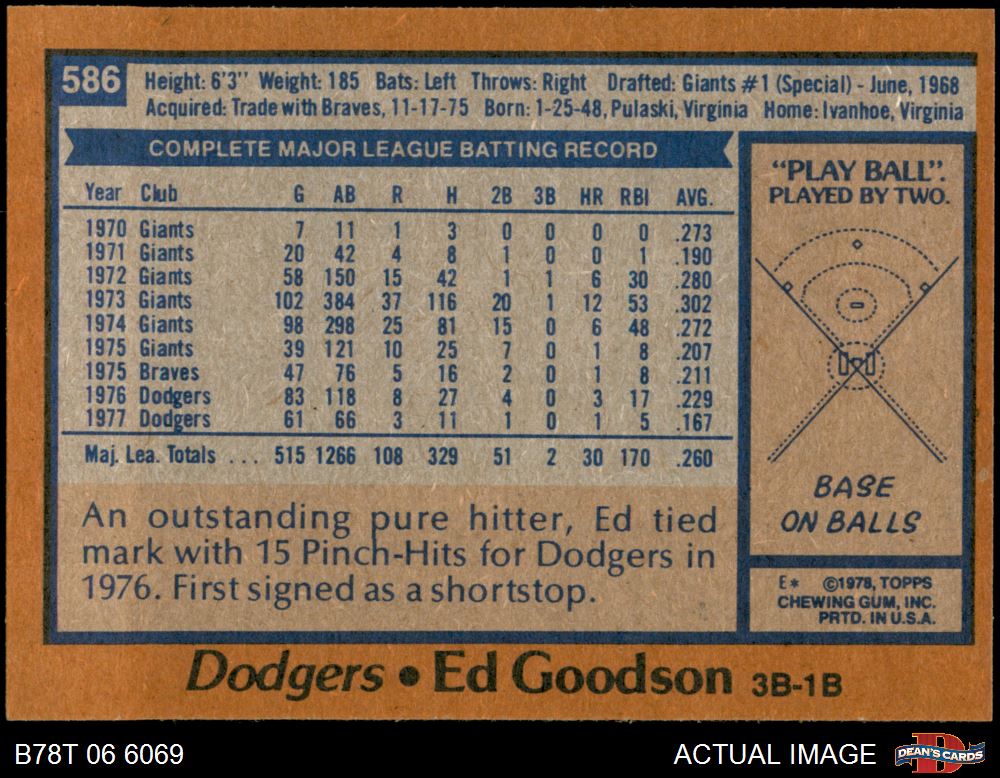 586
Height: 6'3" Weight: 185 Bats: Left Throws: Right Drafted: Giants #1 (Special) - June, 1968
Acquired: Trade with Braves, 11-17-75 Born: 1-25-48, Pulaski, Virginia Home: Ivanhoe, Virginia
COMPLETE MAJOR LEAGUE BATTING RECORD
Year Club G AB R H 2B 3B HR RBI AVG.
1970 Giants 7 11 1 3 0 0 0 0 .273
1971 Giants 20 42 4 8 1 0 0 1 .190
1972 Giants 58 150 15 42 1 1 6 30 .280
1973 Giants 102 384 37 116 20 1 12 53 .302
1974 Giants 98 298 25 81 15 0 6 48 .272
1975 Giants 39 121 10 25 7 0 1 8 .207
1975 Braves 47 76 5 16 2 0 1 8 .211
1976 Dodgers 83 118 8 27 4 0 3 17 .229
1977 Dodgers 61 66 3 11 1 0 1 5 .167
Maj. Lea. Totals ... 515 1266 108 329 51 2 30 170 .260
An outstanding pure hitter, Ed tied
mark with 15 Pinch-Hits for Dodgers in
1976. First signed as a shortstop.
"PLAY BALL".
PLAYED BY TWO.
BASE
ON BALLS
E* ©1978, TOPPS
CHEWING GUM, INC.
PRTD. IN U.S.A.
Dodgers • Ed Goodson 3B-1B
B78T 06 6069
ACTUAL IMAGE
D
DEAN'S CARDS